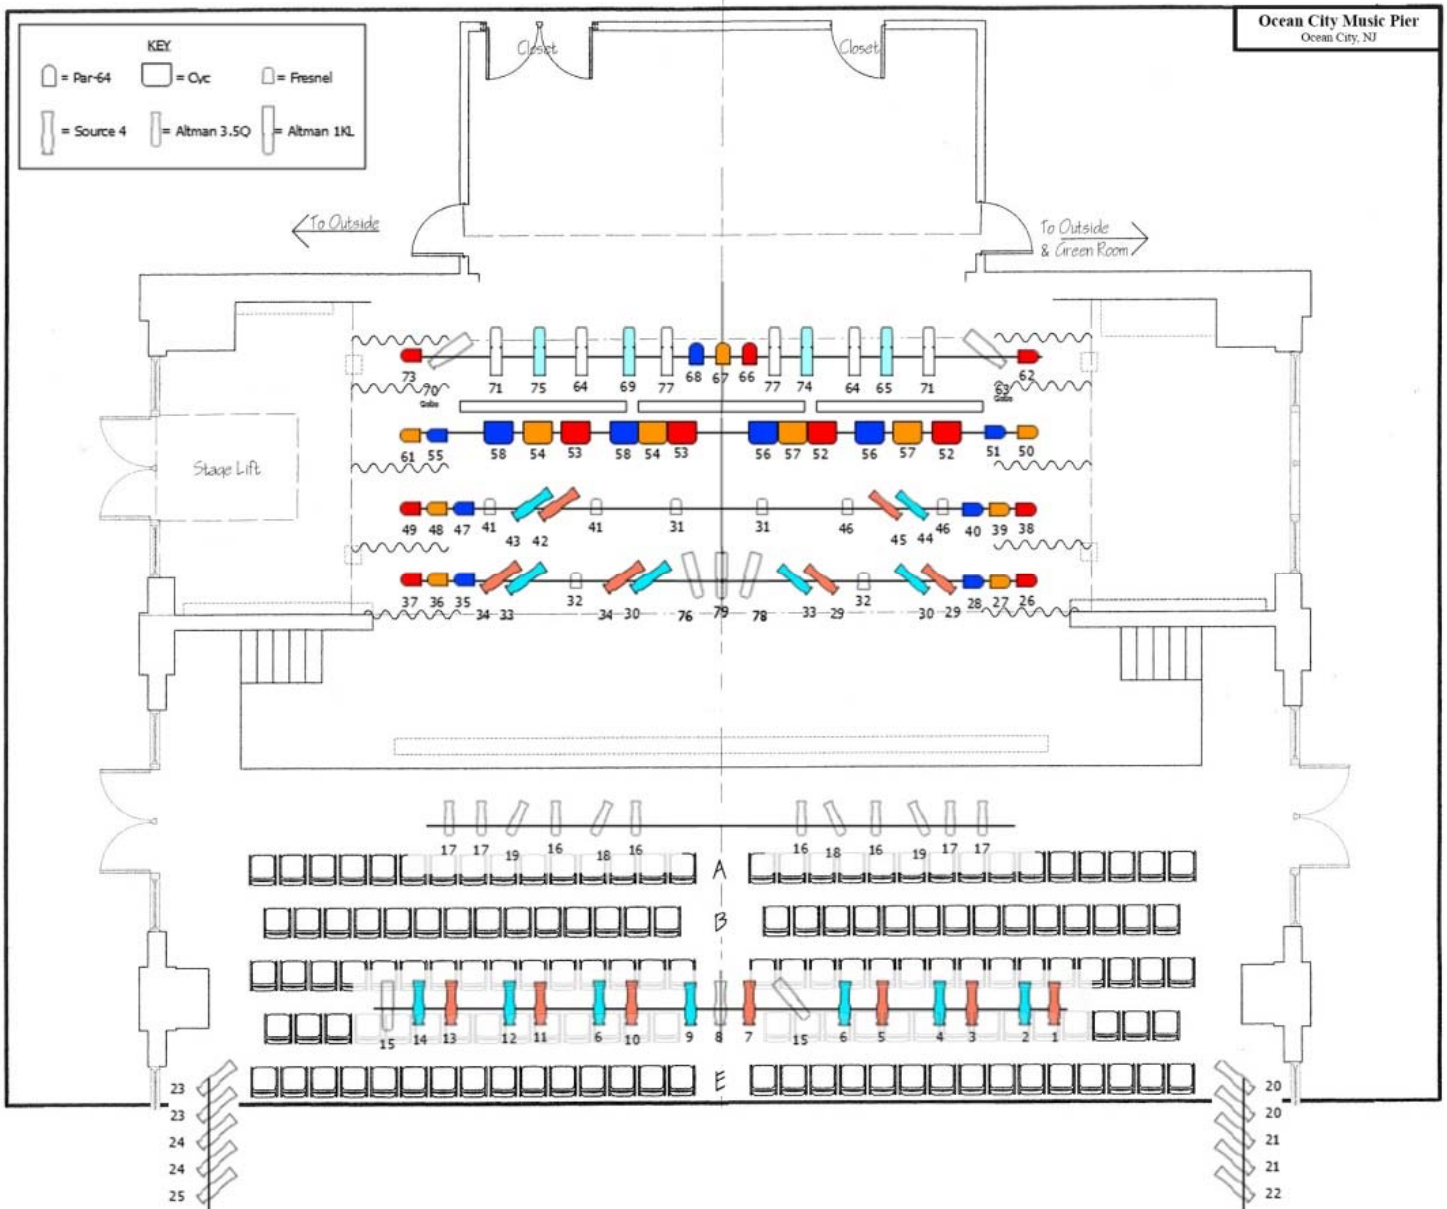 Ocean City Music Pier
Ocean City, NJ
KEY
= Par-64
= Cyc
= Fresnel
= Source 4
= Altman 3.5Q
= Altman 1KL
Closet
Closet
To Outside
To Outside
& Green Room
73 70 71 75 64 69 77 68 67 66 77 74 64 65 71 63 62
Gobo
Gobo
61 55 58 54 53 58 54 53 56 57 52 56 57 52 51 50
Stage Lift
49 48 47 41 43 42 41 31 31 46 45 44 46 40 39 38
37 36 35 34 33 32 34 30 76 79 78 33 29 32 30 29 28 27 26
17 17 19 16 18 16 16 18 16 19 17 17
A
B
15 14 13 12 11 6 10 9 8 7 15 6 5 4 3 2 1
E
23 20
23 20
24 21
24 21
25 22